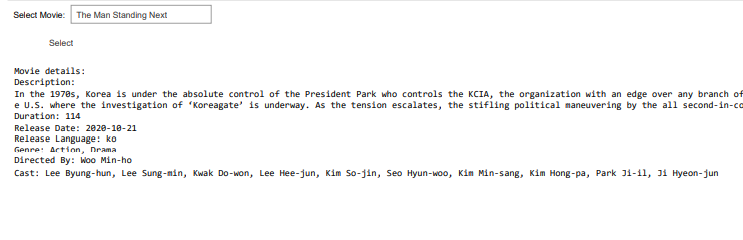 Select Movie: The Man Standing Next
Select
Movie details:
Description:
In the 1970s, Korea is under the absolute control of the President Park who controls the KCIA, the organization with an edge over any branch of
e U.S. where the investigation of ‘Koreagate’ is underway. As the tension escalates, the stifling political maneuvering by the all second-in-co
Duration: 114
Release Date: 2020-10-21
Release Language: ko
Genre: Action, Drama
Directed By: Woo Min-ho
Cast: Lee Byung-hun, Lee Sung-min, Kwak Do-won, Lee Hee-jun, Kim So-jin, Seo Hyun-woo, Kim Min-sang, Kim Hong-pa, Park Ji-il, Ji Hyeon-jun